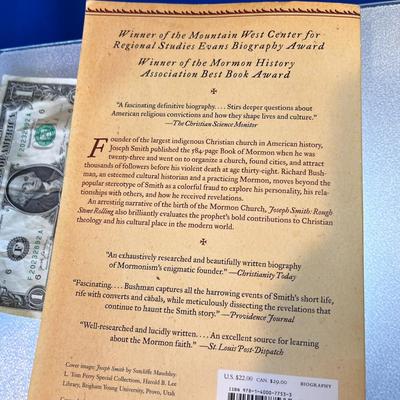 Winner of the Mountain West Center for
Regional Studies Evans Biography Award
Winner of the Mormon History
Association Best Book Award
"A fascinating definitive biography. . . . Stirs deeper questions about
American religious convictions and how they shape lives and culture."
—The Christian Science Monitor
Founder of the largest indigenous Christian church in American history,
Joseph Smith published the 584-page Book of Mormon when he was
twenty-three and went on to organize a church, found cities, and attract
thousands of followers before his violent death at age thirty-eight. Richard Bush-
man, an esteemed cultural historian and a practicing Mormon, moves beyond the
popular stereotype of Smith as a colorful fraud to explore his personality, his rela-
tionships with others, and how he received revelations.
An arresting narrative of the birth of the Mormon Church, Joseph Smith: Rough
Stone Rolling also brilliantly evaluates the prophet's bold contributions to Christian
theology and his cultural place in the modern world.
"An exhaustively researched and beautifully written biography
of Mormonism's enigmatic founder." —Christianity Today
"Fascinating. . . . Bushman captures all the harrowing events of Smith's short life,
rife with converts and cabals, while meticulously dissecting the revelations that
continue to haunt the Smith story." —Providence Journal
"Well-researched and lucidly written. . . . An excellent source for learning
about the Mormon faith." —St. Louis Post-Dispatch
Cover image: Joseph Smith by Sutcliffe Maudsley.
L. Tom Perry Special Collections, Harold B. Lee
Library, Brigham Young University, Provo, Utah
U.S. $22.00 CAN. $29.00
BIOGRAPHY
ISBN 978-1-4000-7753-3
F 20232892 A
1